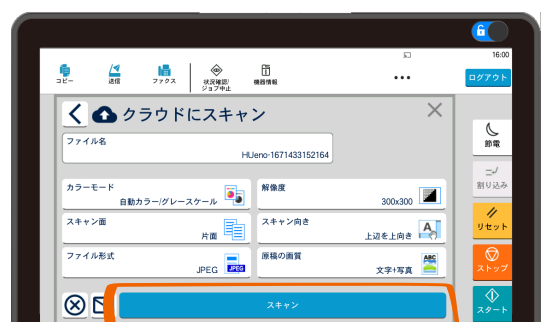 16:00
コピー 送信 ファクス 状況確認/ 機器情報 ログアウト
ジョブ中止
クラウドにスキャン
ファイル名
HUeno-1671433152164
節電
カラーモード 解像度
自動カラー/グレースケール 300x300
割り込み
スキャン面 スキャン向き
片面 上辺を上向き A
リセット
ファイル形式 原稿の画質 ABC
JPEG JPEG 文字+写真
ストップ
スキャン
スタート